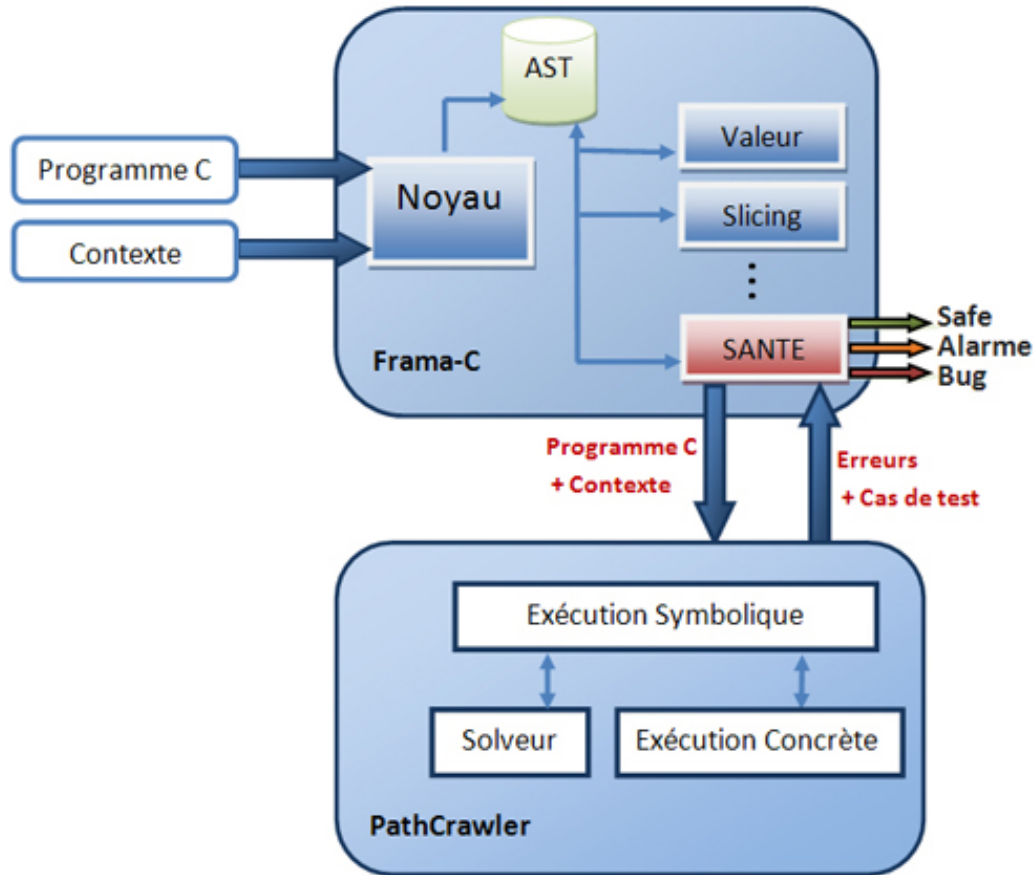 AST
Programme C
Contexte
Noyau
Valeur
Slicing
SANTE
Safe
Alarme
Bug
Frama-C
Programme C
+ Contexte
Erreurs
+ Cas de test
Exécution Symbolique
Solveur
Exécution Concrète
PathCrawler